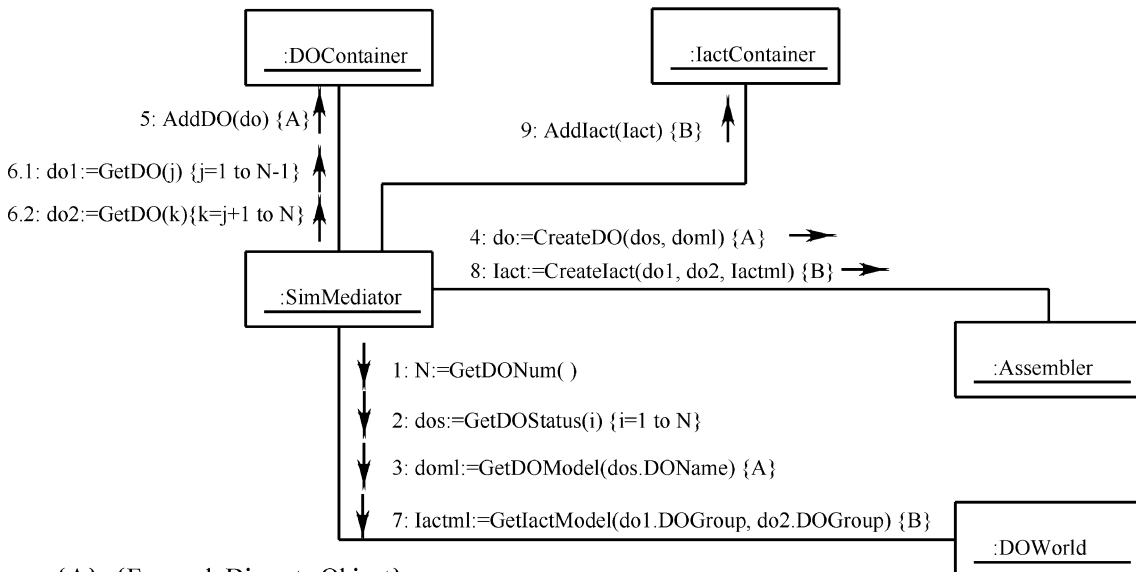 :DOContainer
:IactContainer
5: AddDO(do) {A}
9: AddIact(Iact) {B}
6.1: do1:=GetDO(j) {j=1 to N-1}
6.2: do2:=GetDO(k){k=j+1 to N}
4: do:=CreateDO(dos, doml) {A}
8: Iact:=CreateIact(do1, do2, Iactml) {B}
:SimMediator
:Assembler
1: N:=GetDONum( )
2: dos:=GetDOStatus(i) {i=1 to N}
3: doml:=GetDOModel(dos.DOName) {A}
7: Iactml:=GetIactModel(do1.DOGroup, do2.DOGroup) {B}
:DOWorld